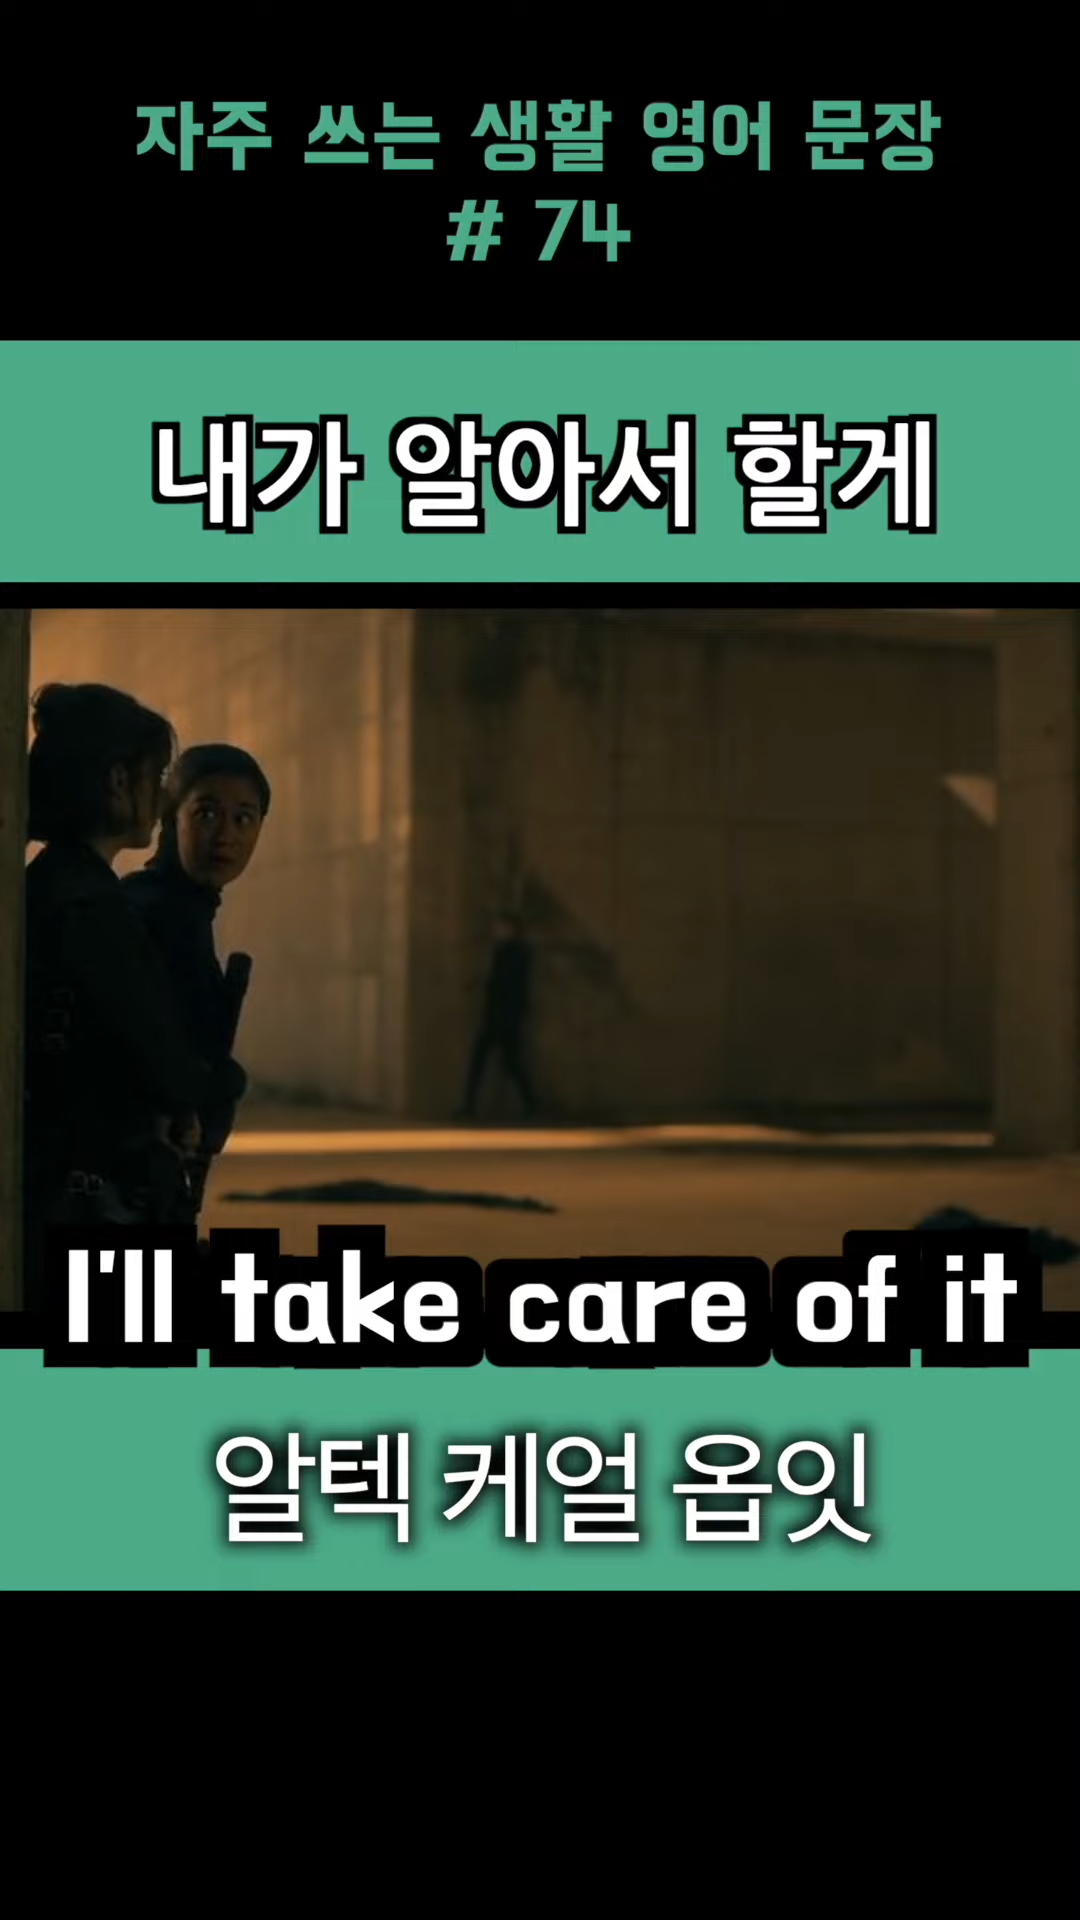 자주 쓰는 생활 영어 문장
# 74
내가 알아서 할게
I'll take care of it
알텍 케얼 옵잇